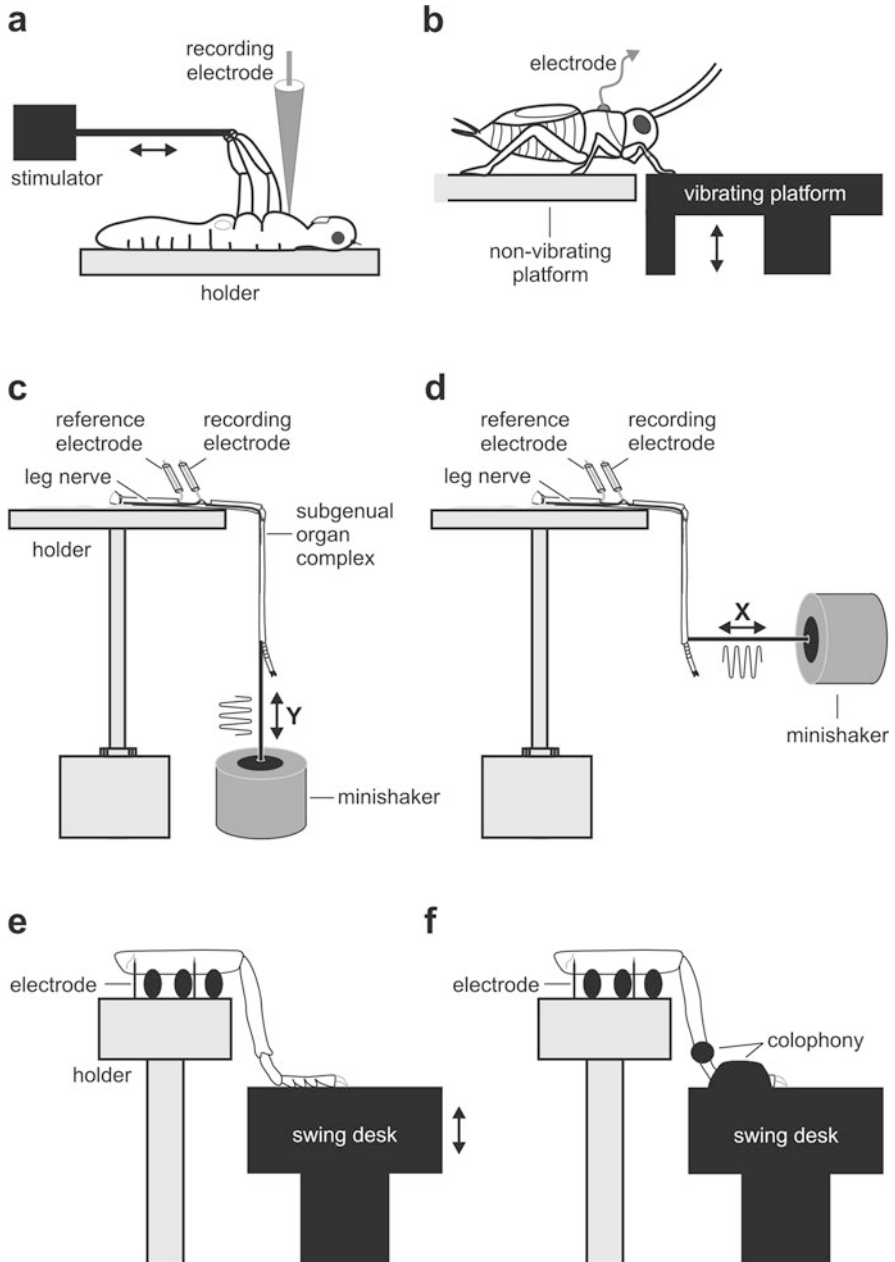 a
recording
electrode
stimulator
holder
b
electrode
vibrating platform
non-vibrating
platform
c
reference
electrode
recording
electrode
leg nerve
subgenual
organ
complex
holder
Y
minishaker
d
reference
electrode
recording
electrode
leg nerve
holder
X
minishaker
e
electrode
holder
swing desk
f
electrode
colophony
swing desk